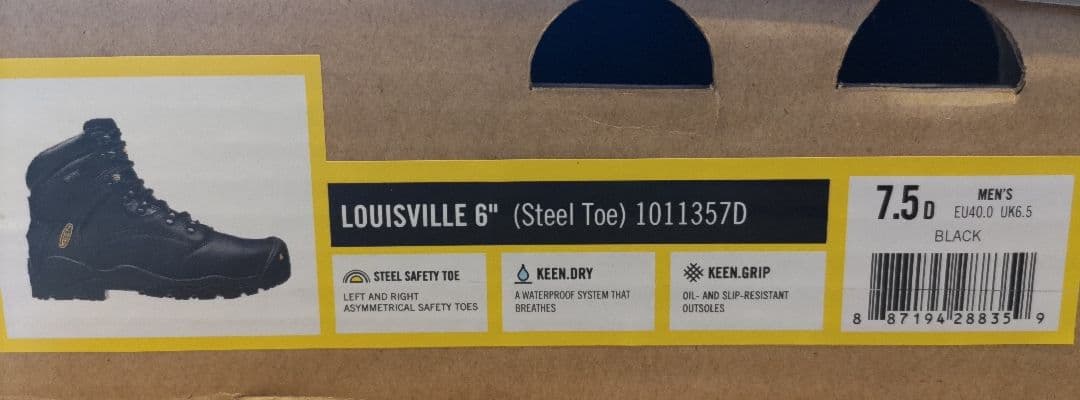 KEEN
LOUISVILLE 6" (Steel Toe) 1011357D
STEEL SAFETY TOE
LEFT AND RIGHT
ASYMMETRICAL SAFETY TOES
KEEN.DRY
A WATERPROOF SYSTEM THAT
BREATHES
KEEN.GRIP
OIL- AND SLIP-RESISTANT
OUTSOLES
7.5 D MEN'S
EU40.0 UK6.5
BLACK
8 87194 28835 9